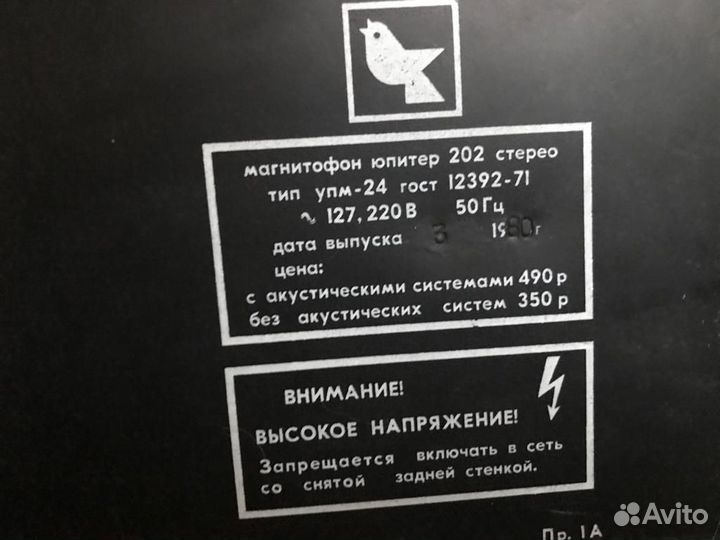 магнитофон юпитер 202 стерео
тип упм-24 гост 12392-71
~ 127, 220 В 50 Гц
дата выпуска 3 1980 г
цена:
с акустическими системами 490 р
без акустических систем 350 р
ВНИМАНИЕ!
ВЫСОКОЕ НАПРЯЖЕНИЕ!
Запрещается включать в сеть
со снятой задней стенкой.
Пр. 1А
Avito